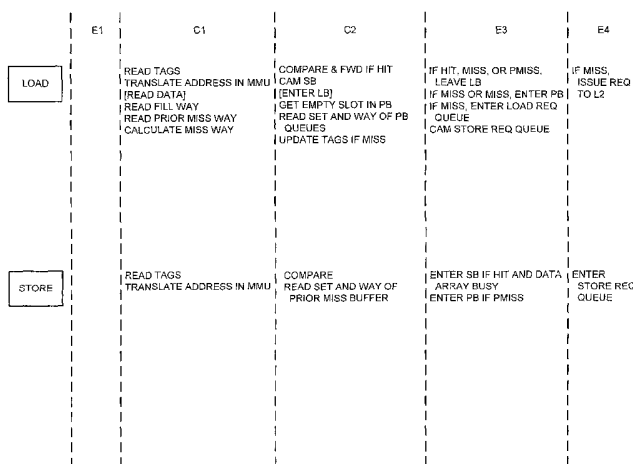 E1 C1 C2 E3 E4
LOAD
READ TAGS
TRANSLATE ADDRESS IN MMU
[READ DATA]
READ FILL WAY
READ PRIOR MISS WAY
CALCULATE MISS WAY
COMPARE & FWD IF HIT
CAM SB
[ENTER LB]
GET EMPTY SLOT IN PB
READ SET AND WAY OF PB
QUEUES
UPDATE TAGS IF MISS
IF HIT, MISS, OR PMISS,
LEAVE LB
IF MISS OR MISS, ENTER PB
IF MISS, ENTER LOAD REQ
QUEUE
CAM STORE REQ QUEUE
IF MISS,
ISSUE REQ
TO L2
STORE
READ TAGS
TRANSLATE ADDRESS IN MMU
COMPARE
READ SET AND WAY OF
PRIOR MISS BUFFER
ENTER SB IF HIT AND DATA
ARRAY BUSY
ENTER PB IF PMISS
ENTER
STORE REQ
QUEUE